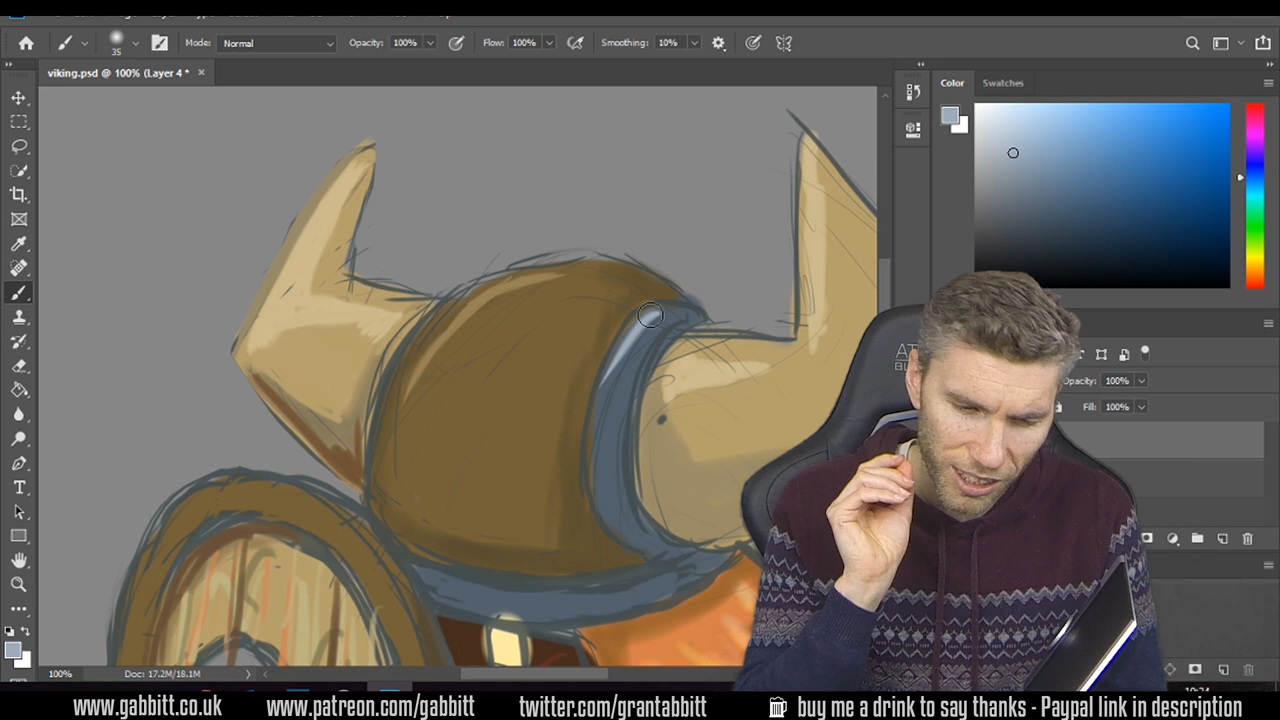 Mode: Normal Opacity: 100% Flow: 100% Smoothing: 10%
35
viking.psd @ 100% (Layer 4 * ×
Color Swatches
AT
Opacity: 100%
Fill: 100%
100% Doc: 17.2M/18.1M
www.gabbitt.co.uk www.patreon.com/gabbitt twitter.com/grantabbitt buy me a drink to say thanks - Paypal link in description